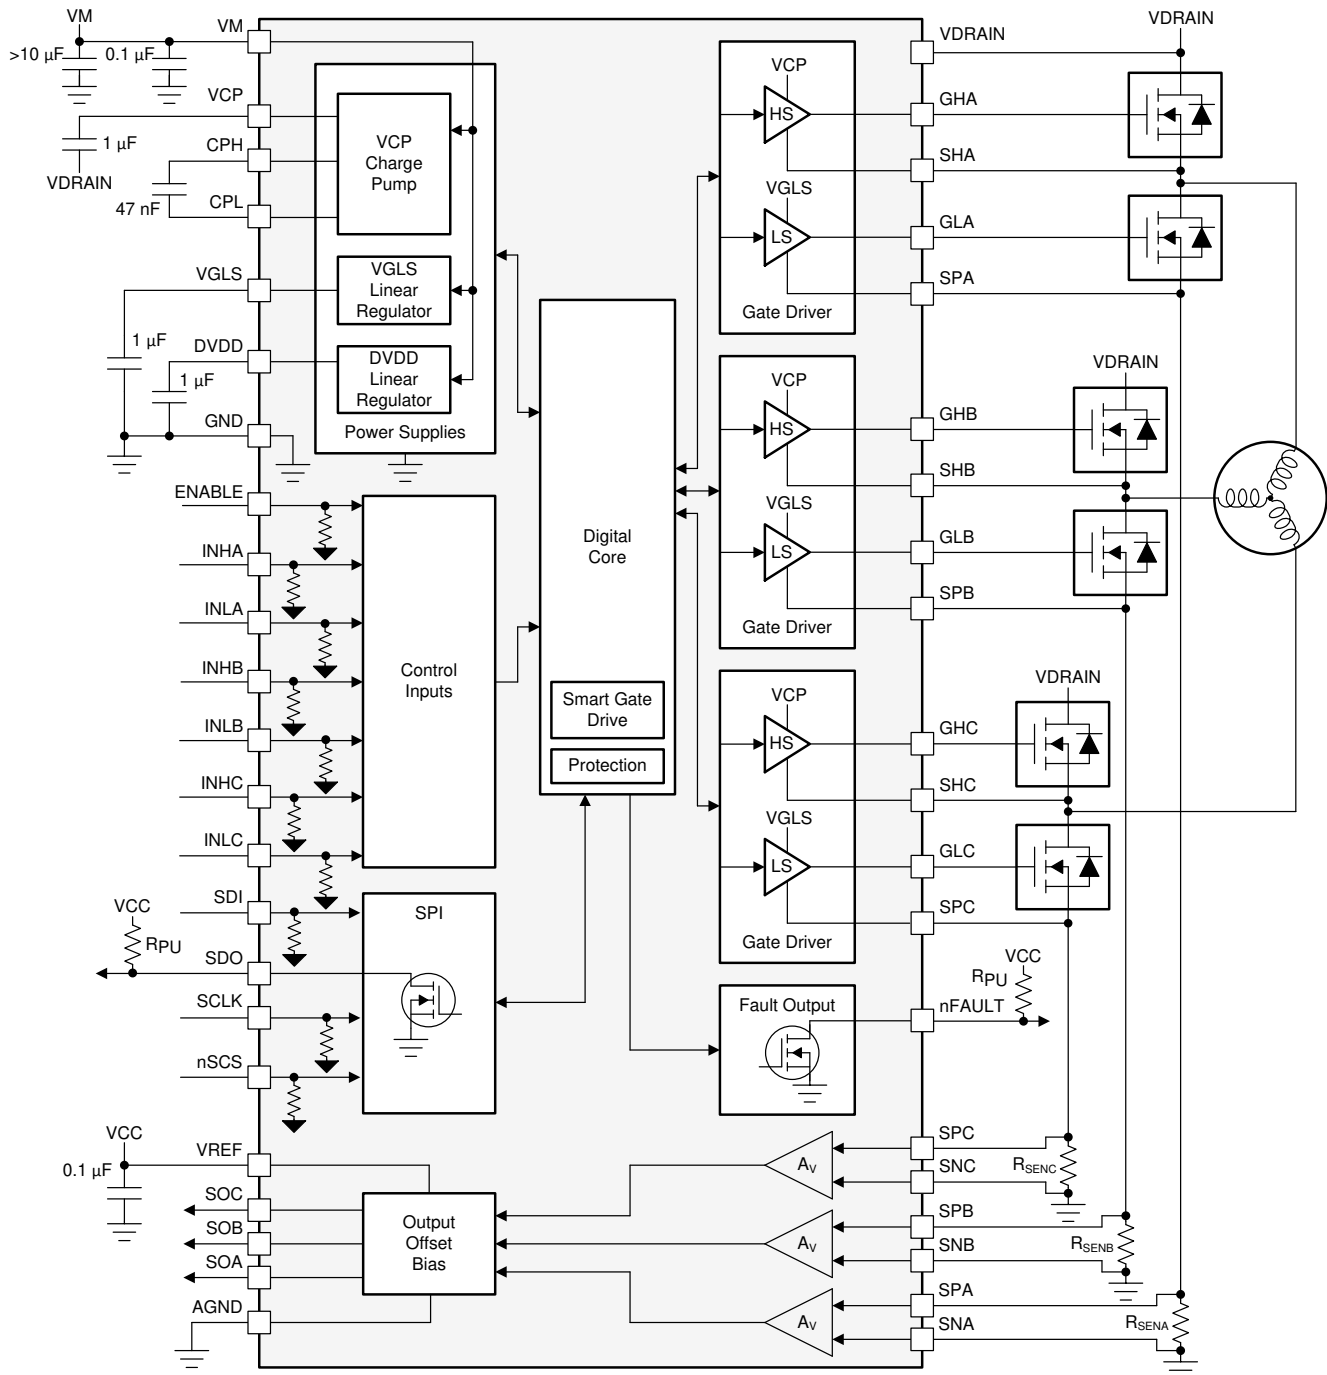 VM
>10 µF
0.1 µF
VM
VCP
1 µF
VDRAIN
CPH
47 nF
CPL
VGLS
1 µF
DVDD
1 µF
GND
VCP
Charge
Pump
VGLS
Linear
Regulator
DVDD
Linear
Regulator
Power Supplies
ENABLE
INHA
INLA
INHB
INLB
INHC
INLC
Control
Inputs
SDI
VCC
RPU
SDO
SCLK
nSCS
SPI
VCC
0.1 µF
VREF
SOC
SOB
SOA
AGND
Output
Offset
Bias
Digital
Core
Smart Gate
Drive
Protection
VCP
HS
VGLS
LS
Gate Driver
VCP
HS
VGLS
LS
Gate Driver
VCP
HS
VGLS
LS
Gate Driver
Fault Output
AV
AV
AV
VDRAIN
GHA
SHA
GLA
SPA
VDRAIN
GHB
SHB
GLB
SPB
VDRAIN
GHC
SHC
GLC
SPC
VDRAIN
VCC
RPU
nFAULT
SPC
SNC
RSENC
SPB
SNB
RSENB
SPA
SNA
RSENA